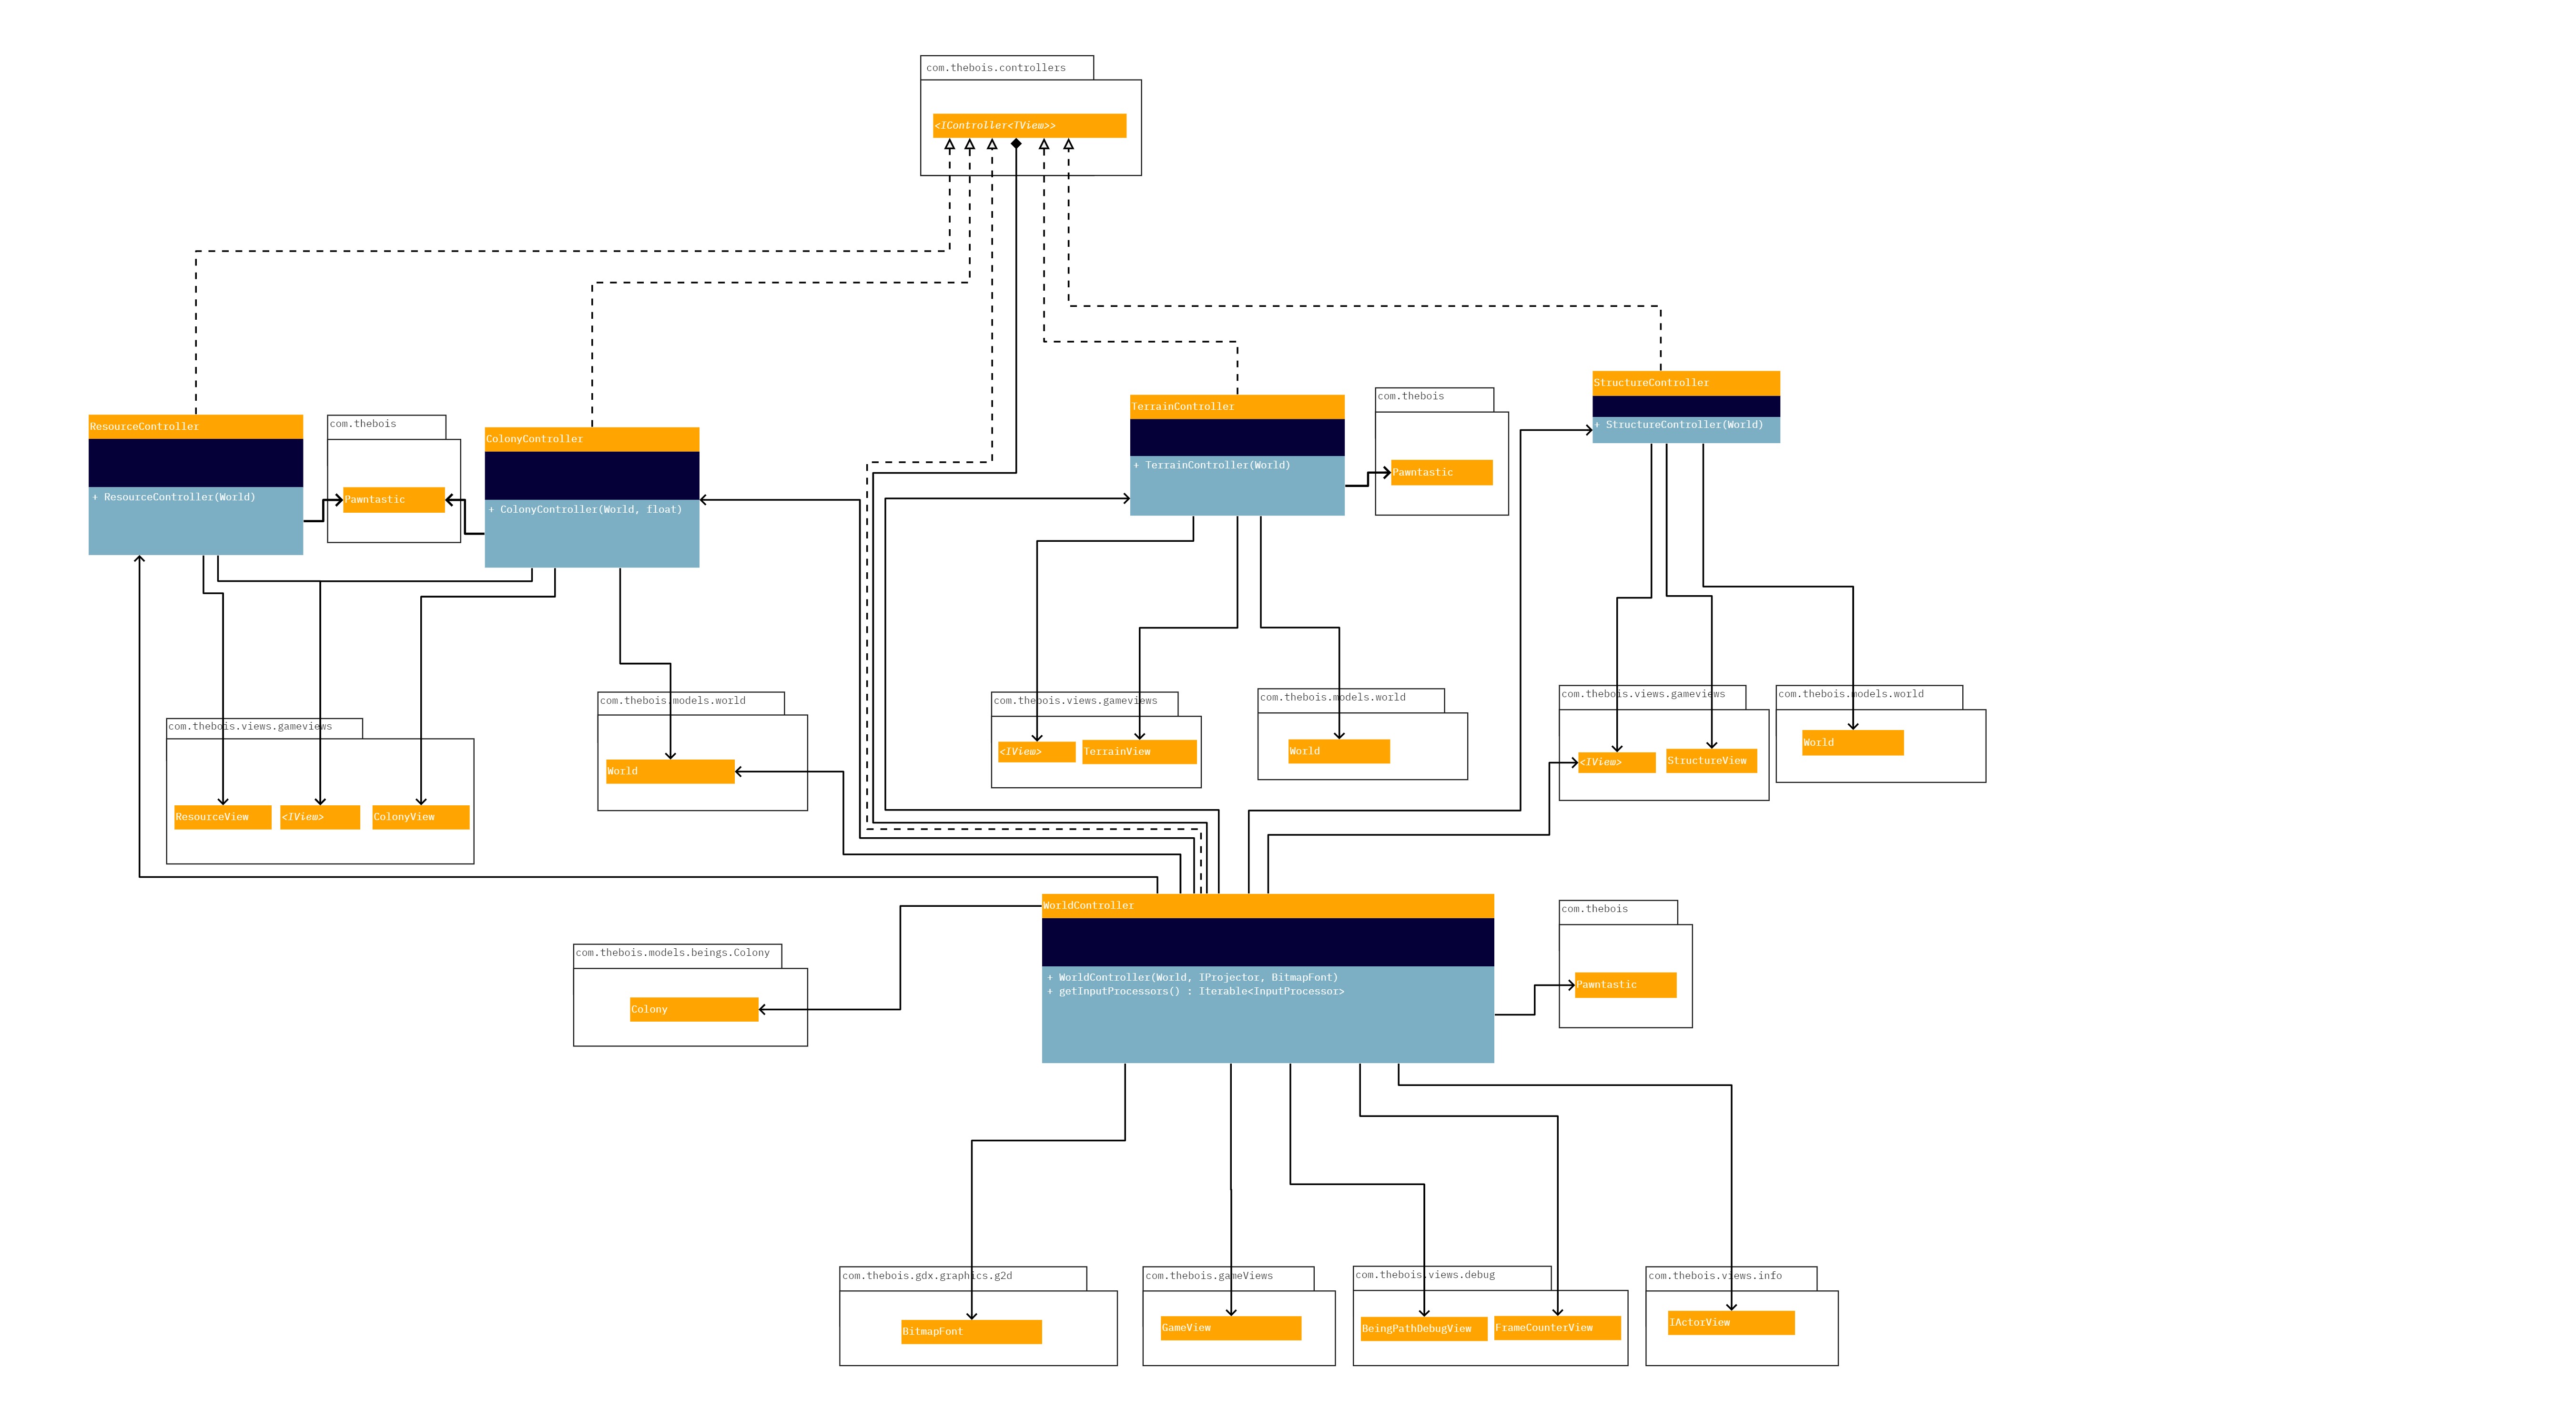 com.thebois.controllers
<IController<IView>>
ResourceController
+ ResourceController(World)
com.thebois
Pawntastic
ColonyController
+ ColonyController(World, float)
TerrainController
+ TerrainController(World)
com.thebois
Pawntastic
StructureController
+ StructureController(World)
com.thebois.views.gameviews
ResourceView
<IView>
ColonyView
com.thebois.models.world
World
com.thebois.views.gameviews
<IView>
TerrainView
com.thebois.models.world
World
com.thebois.views.gameviews
<IView>
StructureView
com.thebois.models.world
World
WorldController
+ WorldController(World, IProjector, BitmapFont)
+ getInputProcessors() : Iterable<InputProcessor>
com.thebois.models.beings.Colony
Colony
com.thebois
Pawntastic
com.thebois.gdx.graphics.g2d
BitmapFont
com.thebois.gameViews
GameView
com.thebois.views.debug
BeingPathDebugView
FrameCounterView
com.thebois.views.info
IActorView